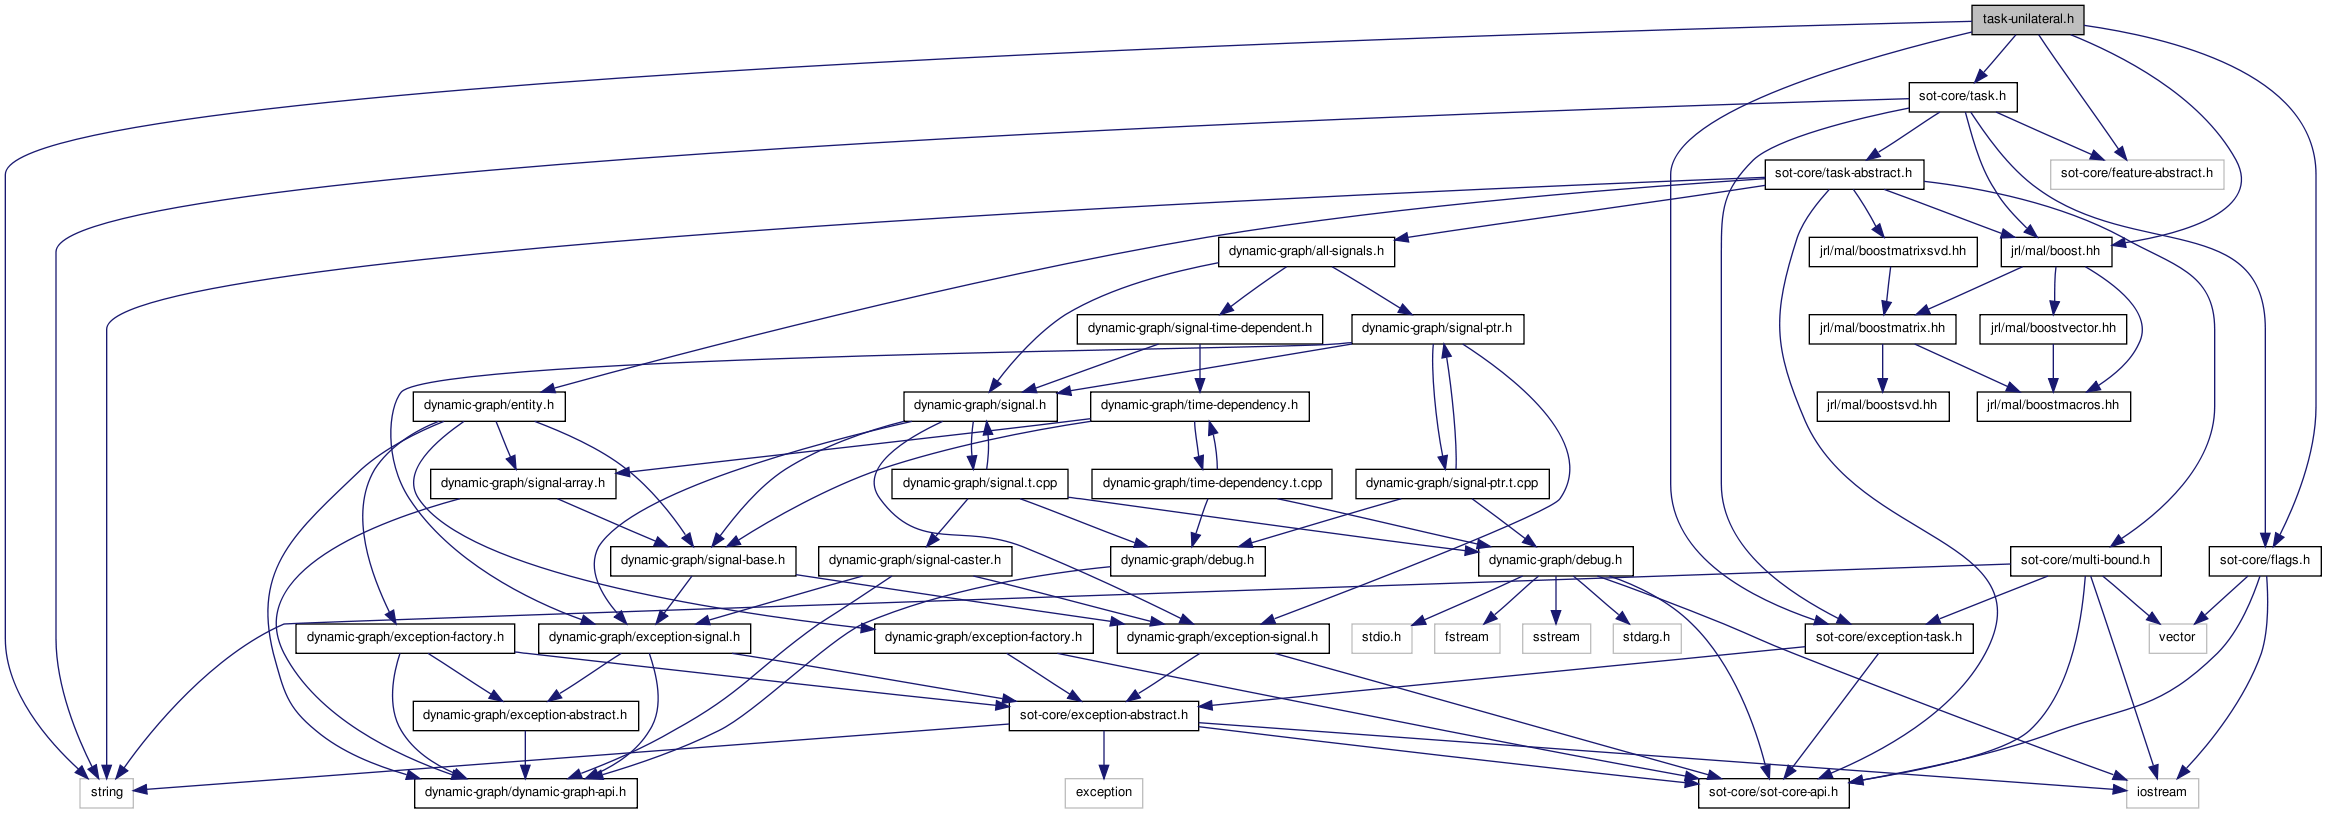 task-unilateral.h
sot-core/task.h
sot-core/task-abstract.h
sot-core/feature-abstract.h
dynamic-graph/all-signals.h
jrl/mal/boostmatrixsvd.hh
jrl/mal/boost.hh
dynamic-graph/signal-time-dependent.h
dynamic-graph/signal-ptr.h
jrl/mal/boostmatrix.hh
jrl/mal/boostvector.hh
dynamic-graph/entity.h
dynamic-graph/signal.h
dynamic-graph/time-dependency.h
jrl/mal/boostsvd.hh
jrl/mal/boostmacros.hh
dynamic-graph/signal-array.h
dynamic-graph/signal.t.cpp
dynamic-graph/time-dependency.t.cpp
dynamic-graph/signal-ptr.t.cpp
dynamic-graph/signal-base.h
dynamic-graph/signal-caster.h
dynamic-graph/debug.h
dynamic-graph/debug.h
sot-core/multi-bound.h
sot-core/flags.h
dynamic-graph/exception-factory.h
dynamic-graph/exception-signal.h
dynamic-graph/exception-factory.h
dynamic-graph/exception-signal.h
stdio.h
fstream
sstream
stdarg.h
sot-core/exception-task.h
vector
dynamic-graph/exception-abstract.h
sot-core/exception-abstract.h
string
dynamic-graph/dynamic-graph-api.h
exception
sot-core/sot-core-api.h
iostream